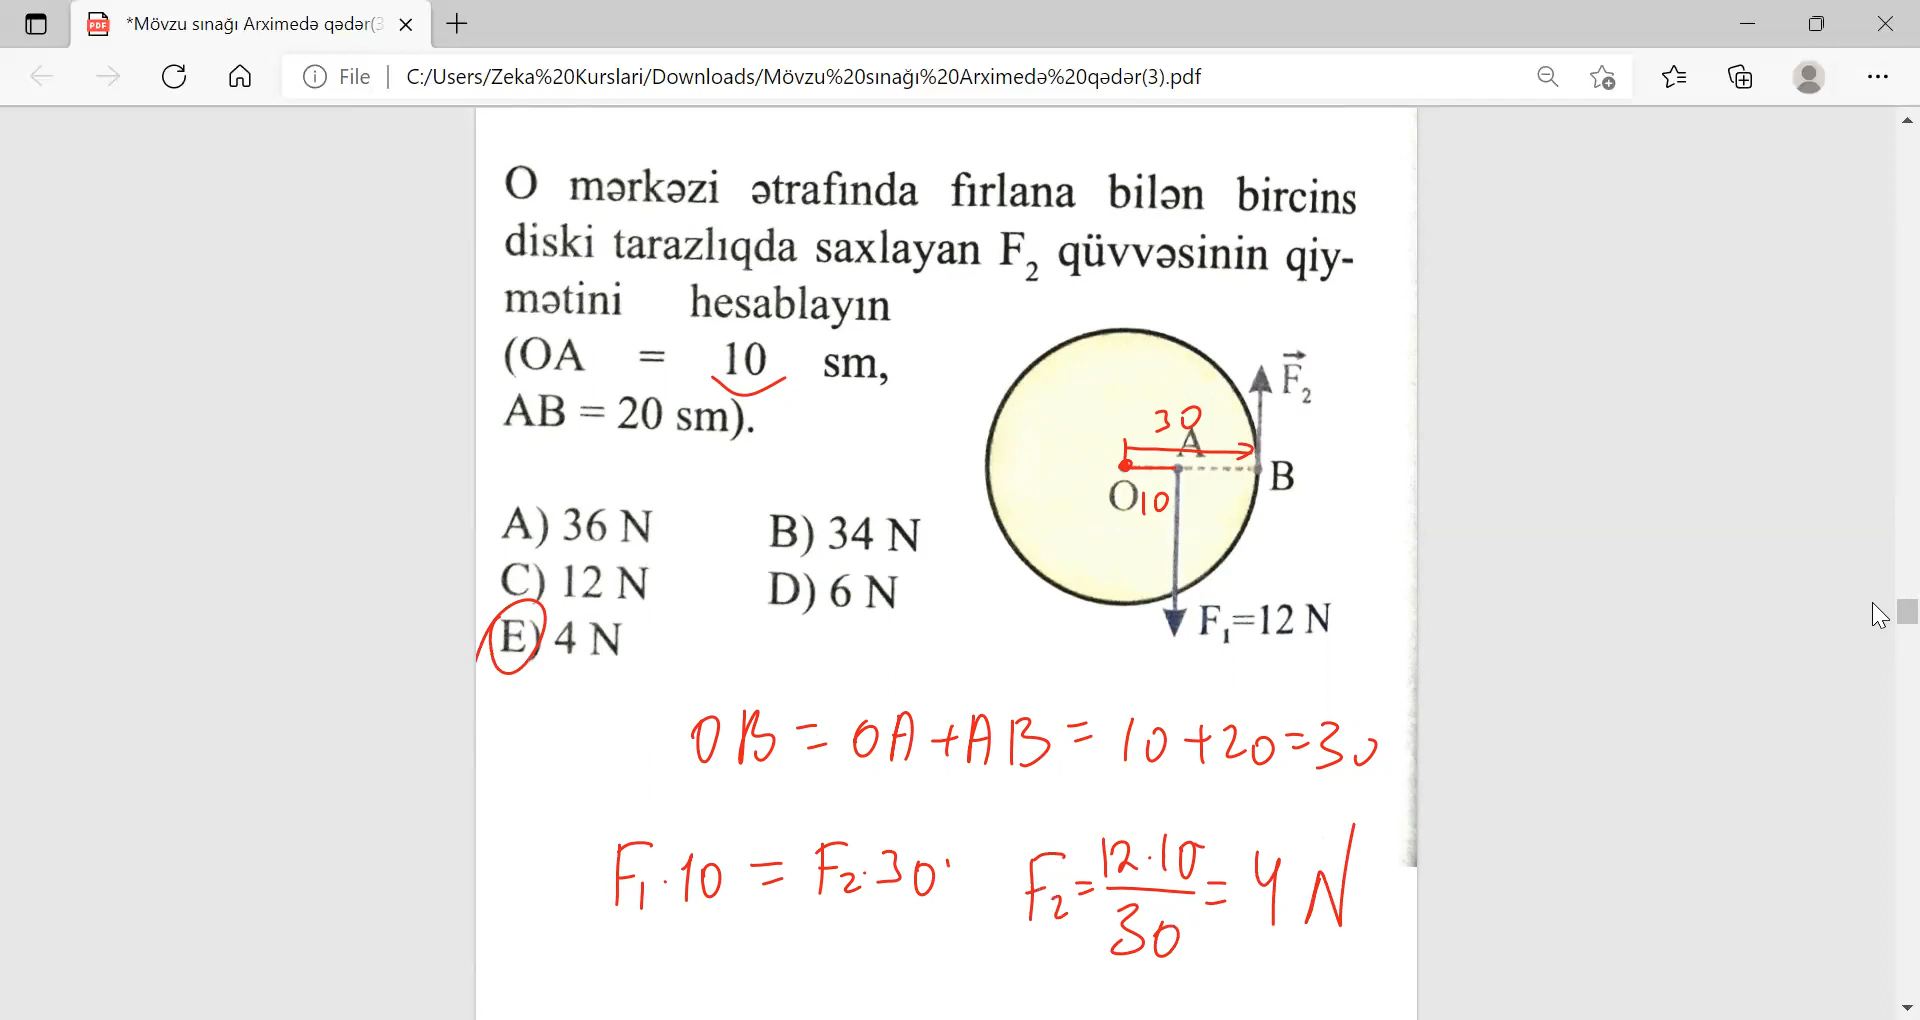 *Mövzu sınağı Arximedə qədər(3
File
C:/Users/Zeka%20Kurslari/Downloads/Mövzu%20sınağı%20Arximedə%20qədər(3).pdf
O mərkəzi ətrafında fırlana bilən bircins
diski tarazlıqda saxlayan F₂ qüvvəsinin qiy-
mətini hesablayın
(OA = 10 sm,
AB = 20 sm).
F₂
30
A
B
O
10
F₁=12 N
A) 36 N B) 34 N
C) 12 N D) 6 N
E) 4 N
OB = OA + AB = 10 + 20 = 30
F₁ · 10 = F₂ · 30
F₂ = 12 · 10 / 30 = 4 N